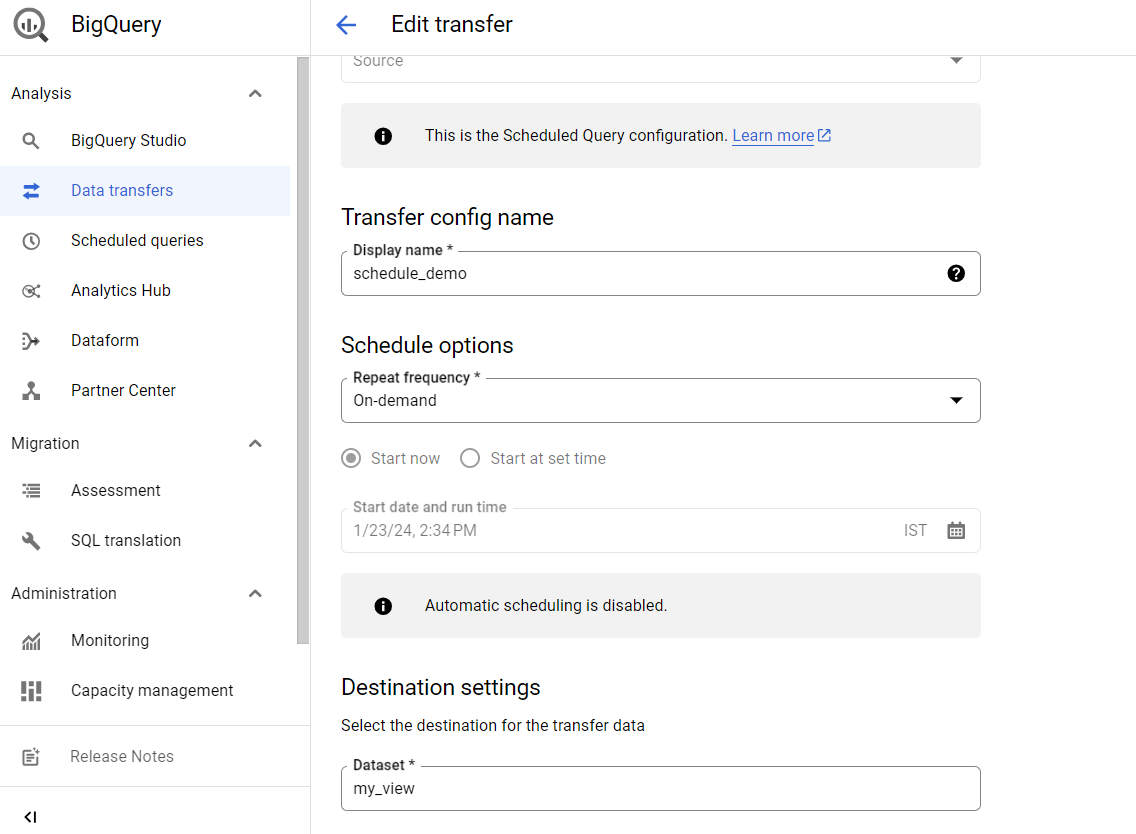 BigQuery
Edit transfer
Analysis
BigQuery Studio
Data transfers
Scheduled queries
Analytics Hub
Dataform
Partner Center
Migration
Assessment
SQL translation
Administration
Monitoring
Capacity management
Release Notes
Source
This is the Scheduled Query configuration. Learn more
Transfer config name
Display name *
schedule_demo
Schedule options
Repeat frequency *
On-demand
Start now Start at set time
Start date and run time
1/23/24, 2:34 PM IST
Automatic scheduling is disabled.
Destination settings
Select the destination for the transfer data
Dataset *
my_view